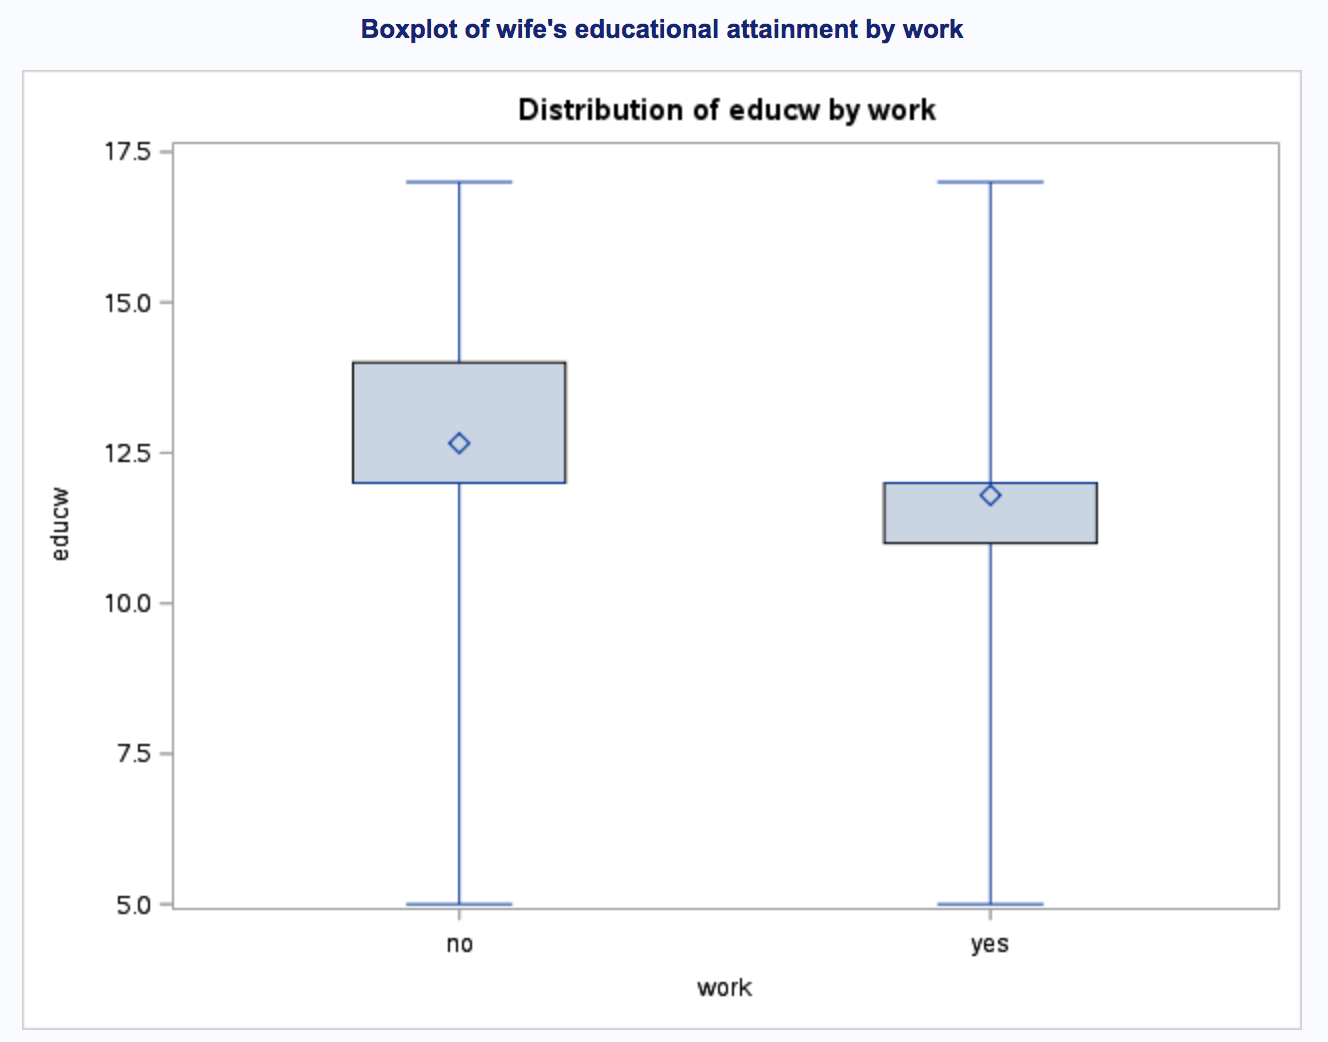 Boxplot of wife's educational attainment by work
Distribution of educw by work
17.5
15.0
12.5
10.0
7.5
5.0
educw
no
yes
work